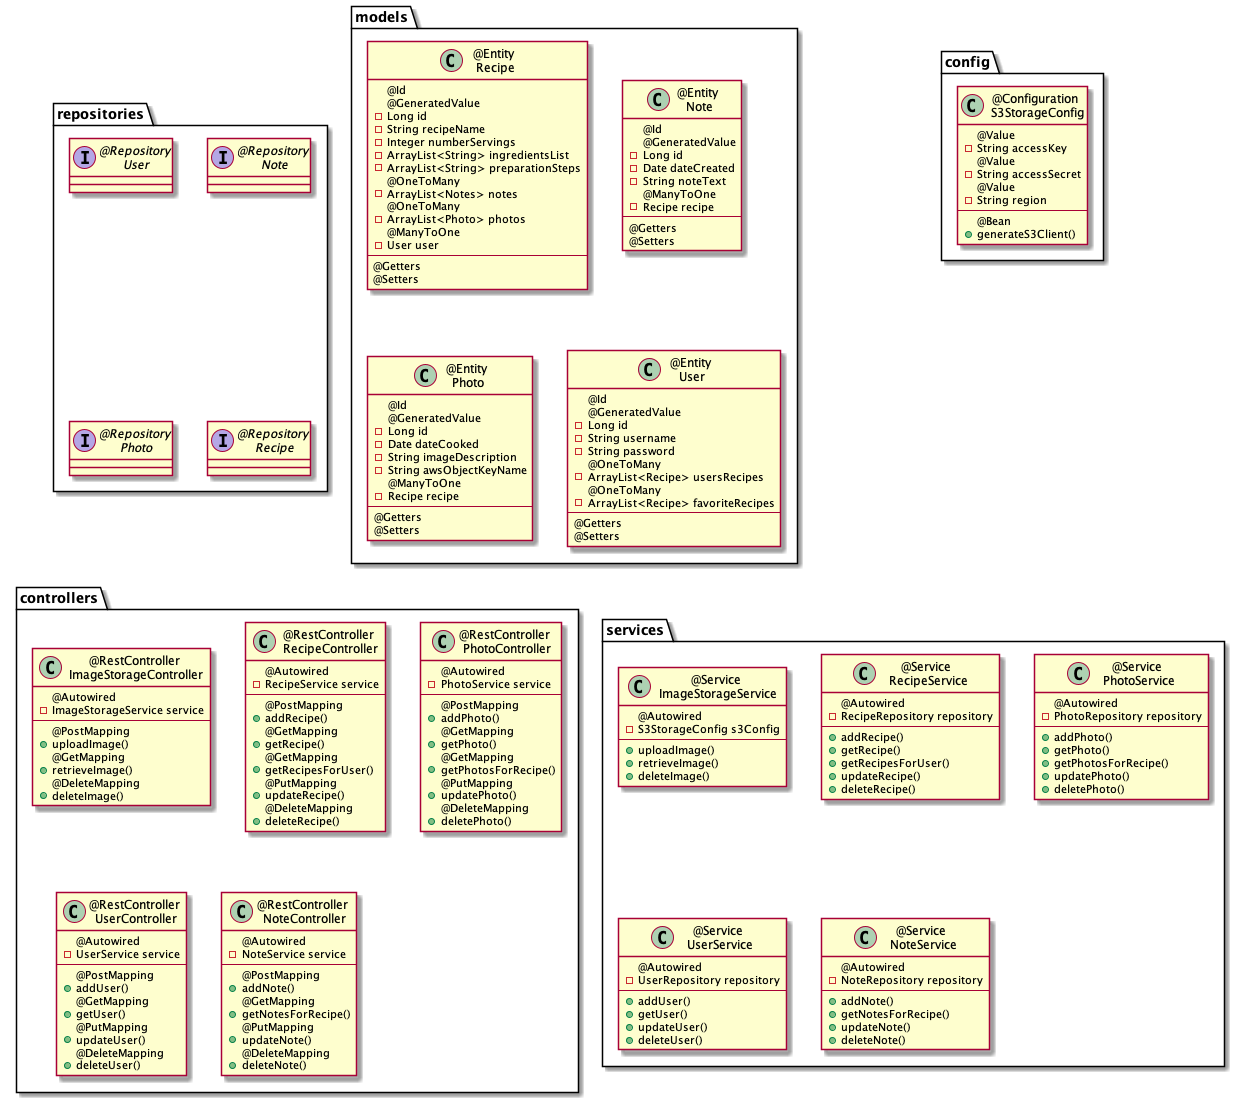 repositories
@Repository
User
@Repository
Note
@Repository
Photo
@Repository
Recipe
models
@Entity
Recipe
@Id
@GeneratedValue
Long id
String recipeName
Integer numberServings
ArrayList<String> ingredientsList
ArrayList<String> preparationSteps
@OneToMany
ArrayList<Notes> notes
@OneToMany
ArrayList<Photo> photos
@ManyToOne
User user
@Getters
@Setters
@Entity
Note
@Id
@GeneratedValue
Long id
Date dateCreated
String noteText
@ManyToOne
Recipe recipe
@Getters
@Setters
@Entity
Photo
@Id
@GeneratedValue
Long id
Date dateCooked
String imageDescription
String awsObjectKeyName
@ManyToOne
Recipe recipe
@Getters
@Setters
@Entity
User
@Id
@GeneratedValue
Long id
String username
String password
@OneToMany
ArrayList<Recipe> usersRecipes
@OneToMany
ArrayList<Recipe> favoriteRecipes
@Getters
@Setters
config
@Configuration
S3StorageConfig
@Value
String accessKey
@Value
String accessSecret
@Value
String region
@Bean
generateS3Client()
controllers
@RestController
ImageStorageController
@Autowired
ImageStorageService service
@PostMapping
uploadImage()
@GetMapping
retrieveImage()
@DeleteMapping
deleteImage()
@RestController
RecipeController
@Autowired
RecipeService service
@PostMapping
addRecipe()
@GetMapping
getRecipe()
@GetMapping
getRecipesForUser()
@PutMapping
updateRecipe()
@DeleteMapping
deleteRecipe()
@RestController
PhotoController
@Autowired
PhotoService service
@PostMapping
addPhoto()
@GetMapping
getPhoto()
@GetMapping
getPhotosForRecipe()
@PutMapping
updatePhoto()
@DeleteMapping
deletePhoto()
@RestController
UserController
@Autowired
UserService service
@PostMapping
addUser()
@GetMapping
getUser()
@PutMapping
updateUser()
@DeleteMapping
deleteUser()
@RestController
NoteController
@Autowired
NoteService service
@PostMapping
addNote()
@GetMapping
getNotesForRecipe()
@PutMapping
updateNote()
@DeleteMapping
deleteNote()
services
@Service
ImageStorageService
@Autowired
S3StorageConfig s3Config
uploadImage()
retrieveImage()
deleteImage()
@Service
RecipeService
@Autowired
RecipeRepository repository
addRecipe()
getRecipe()
getRecipesForUser()
updateRecipe()
deleteRecipe()
@Service
PhotoService
@Autowired
PhotoRepository repository
addPhoto()
getPhoto()
getPhotosForRecipe()
updatePhoto()
deletePhoto()
@Service
UserService
@Autowired
UserRepository repository
addUser()
getUser()
updateUser()
deleteUser()
@Service
NoteService
@Autowired
NoteRepository repository
addNote()
getNotesForRecipe()
updateNote()
deleteNote()